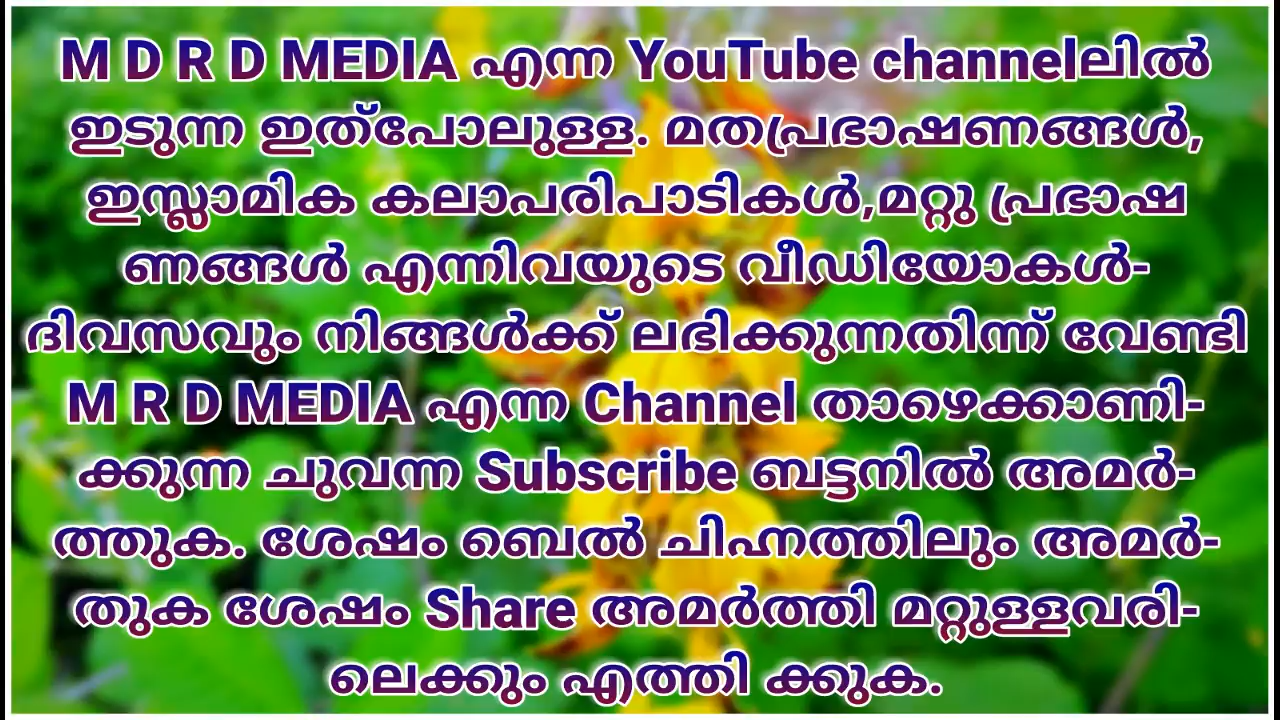 M D R D MEDIA എന്ന YouTube channelലിൽ
ഇടുന്ന ഇത്പോലുള്ള. മതപ്രഭാഷണങ്ങൾ,
ഇസ്ലാമിക കലാപരിപാടികൾ,മറ്റു പ്രഭാഷ
ണങ്ങൾ എന്നിവയുടെ വീഡിയോകൾ-
ദിവസവും നിങ്ങൾക്ക് ലഭിക്കുന്നതിന്ന് വേണ്ടി
M R D MEDIA എന്ന Channel താഴെക്കാണി-
ക്കുന്ന ചുവന്ന Subscribe ബട്ടനിൽ അമർ-
ത്തുക. ശേഷം ബെൽ ചിഹ്നത്തിലും അമർ-
തുക ശേഷം Share അമർത്തി മറ്റുള്ളവരി-
ലെക്കും എത്തി ക്കുക.